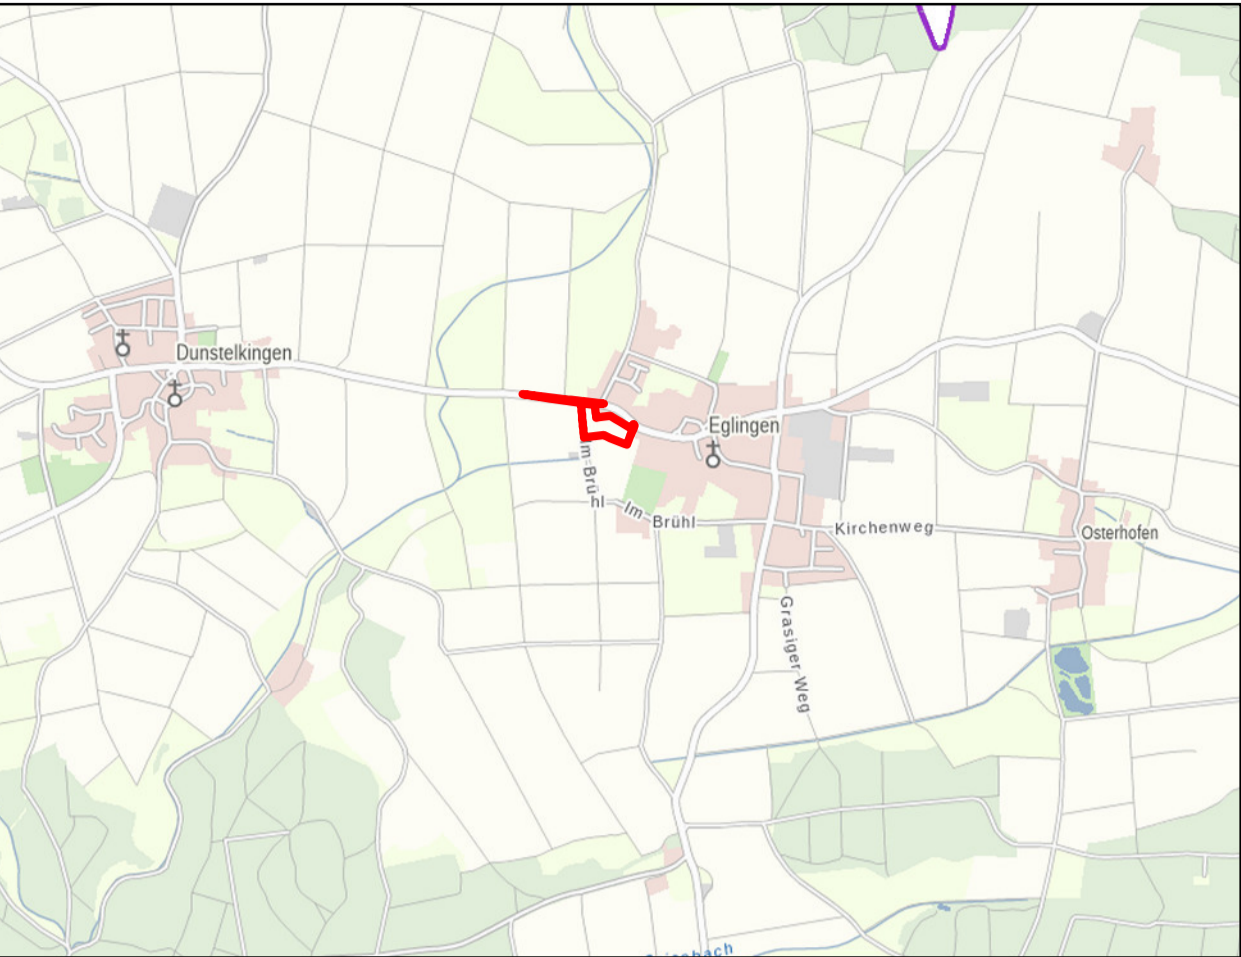 Dunstelkingen
Eglingen
Im-Brühl
Im-Brühl
Kirchenweg
Osterhofen
Grasiger-Weg